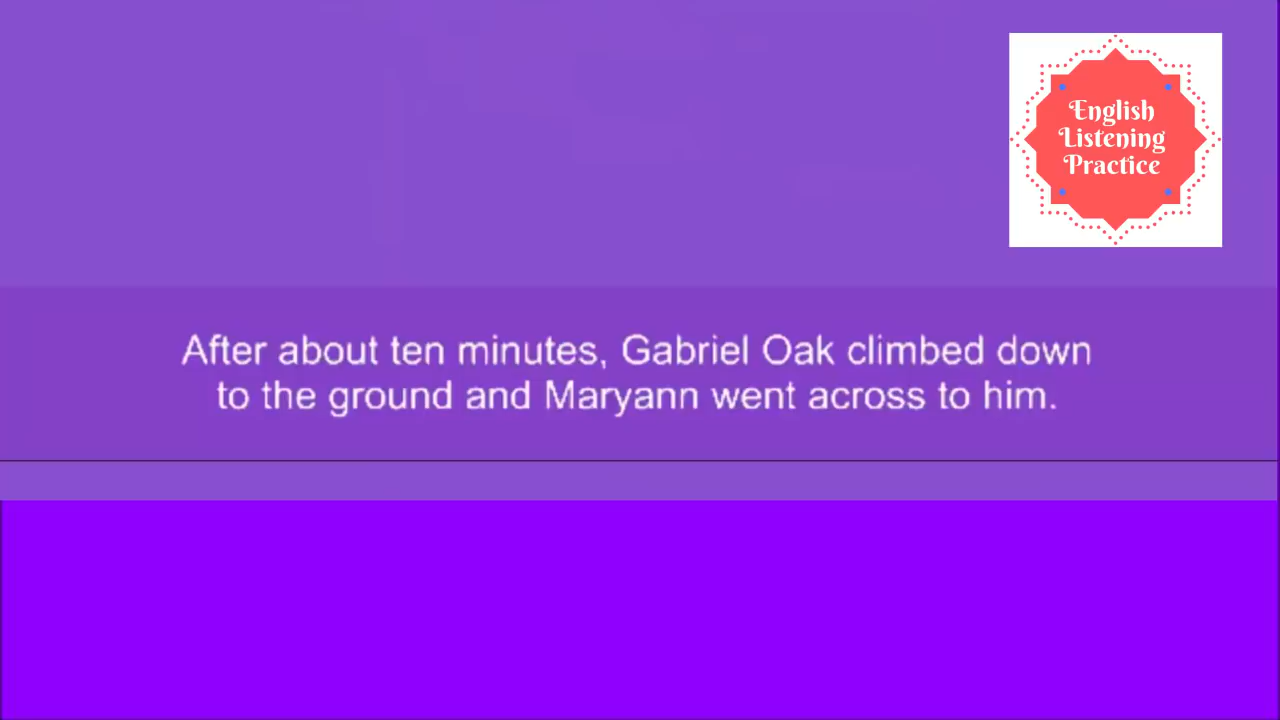 English
Listening
Practice
After about ten minutes, Gabriel Oak climbed down
to the ground and Maryann went across to him.